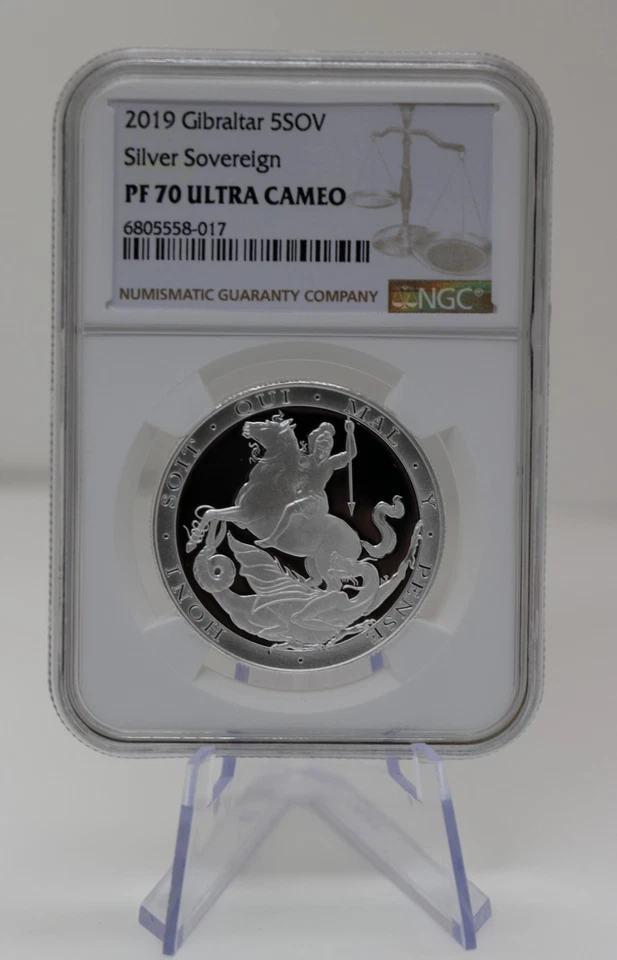 2019 Gibraltar 5SOV
Silver Sovereign
PF 70 ULTRA CAMEO
6805558-017
NUMISMATIC GUARANTY COMPANY
NGC®
HONI · SOIT · QUI · MAL · Y · PENSE ·